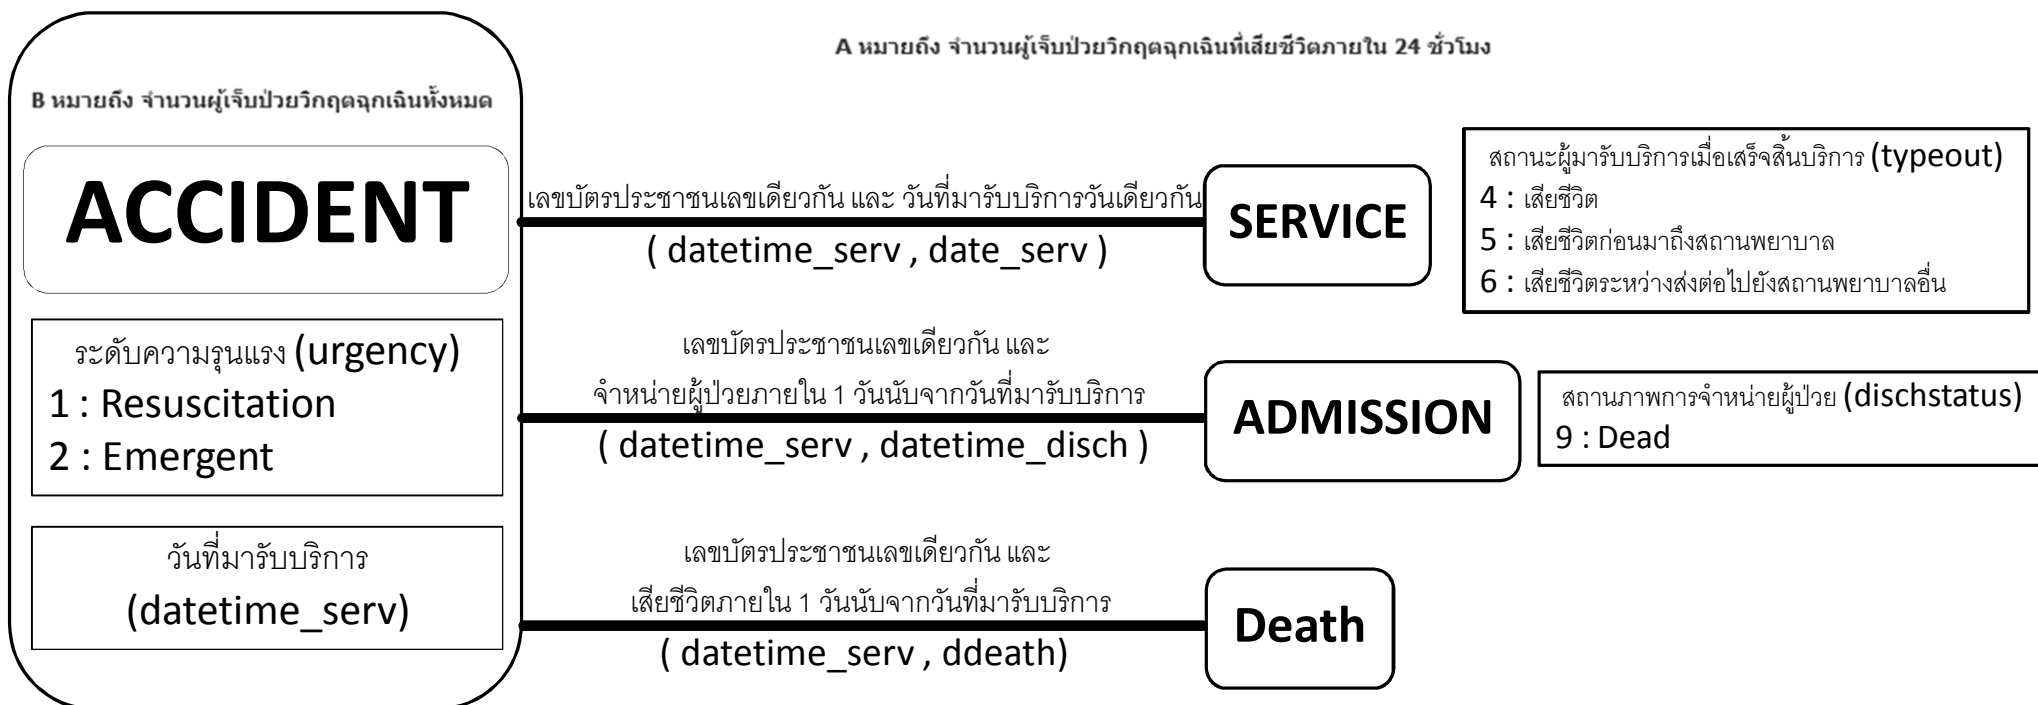 A หมายถึง จำนวนผู้เจ็บป่วยวิกฤตฉุกเฉินที่เสียชีวิตภายใน 24 ชั่วโมง
B หมายถึง จำนวนผู้เจ็บป่วยวิกฤตฉุกเฉินทั้งหมด
ACCIDENT
ระดับความรุนแรง (urgency)
1 : Resuscitation
2 : Emergent
วันที่มารับบริการ
(datetime_serv)
เลขบัตรประชาชนเลขเดียวกัน และ วันที่มารับบริการวันเดียวกัน
( datetime_serv , date_serv )
SERVICE
สถานะผู้มารับบริการเมื่อเสร็จสิ้นบริการ (typeout)
4 : เสียชีวิต
5 : เสียชีวิตก่อนมาถึงสถานพยาบาล
6 : เสียชีวิตระหว่างส่งต่อไปยังสถานพยาบาลอื่น
เลขบัตรประชาชนเลขเดียวกัน และ
จำหน่ายผู้ป่วยภายใน 1 วันนับจากวันที่มารับบริการ
( datetime_serv , datetime_disch )
ADMISSION
สถานภาพการจำหน่ายผู้ป่วย (dischstatus)
9 : Dead
เลขบัตรประชาชนเลขเดียวกัน และ
เสียชีวิตภายใน 1 วันนับจากวันที่มารับบริการ
( datetime_serv , ddeath)
Death